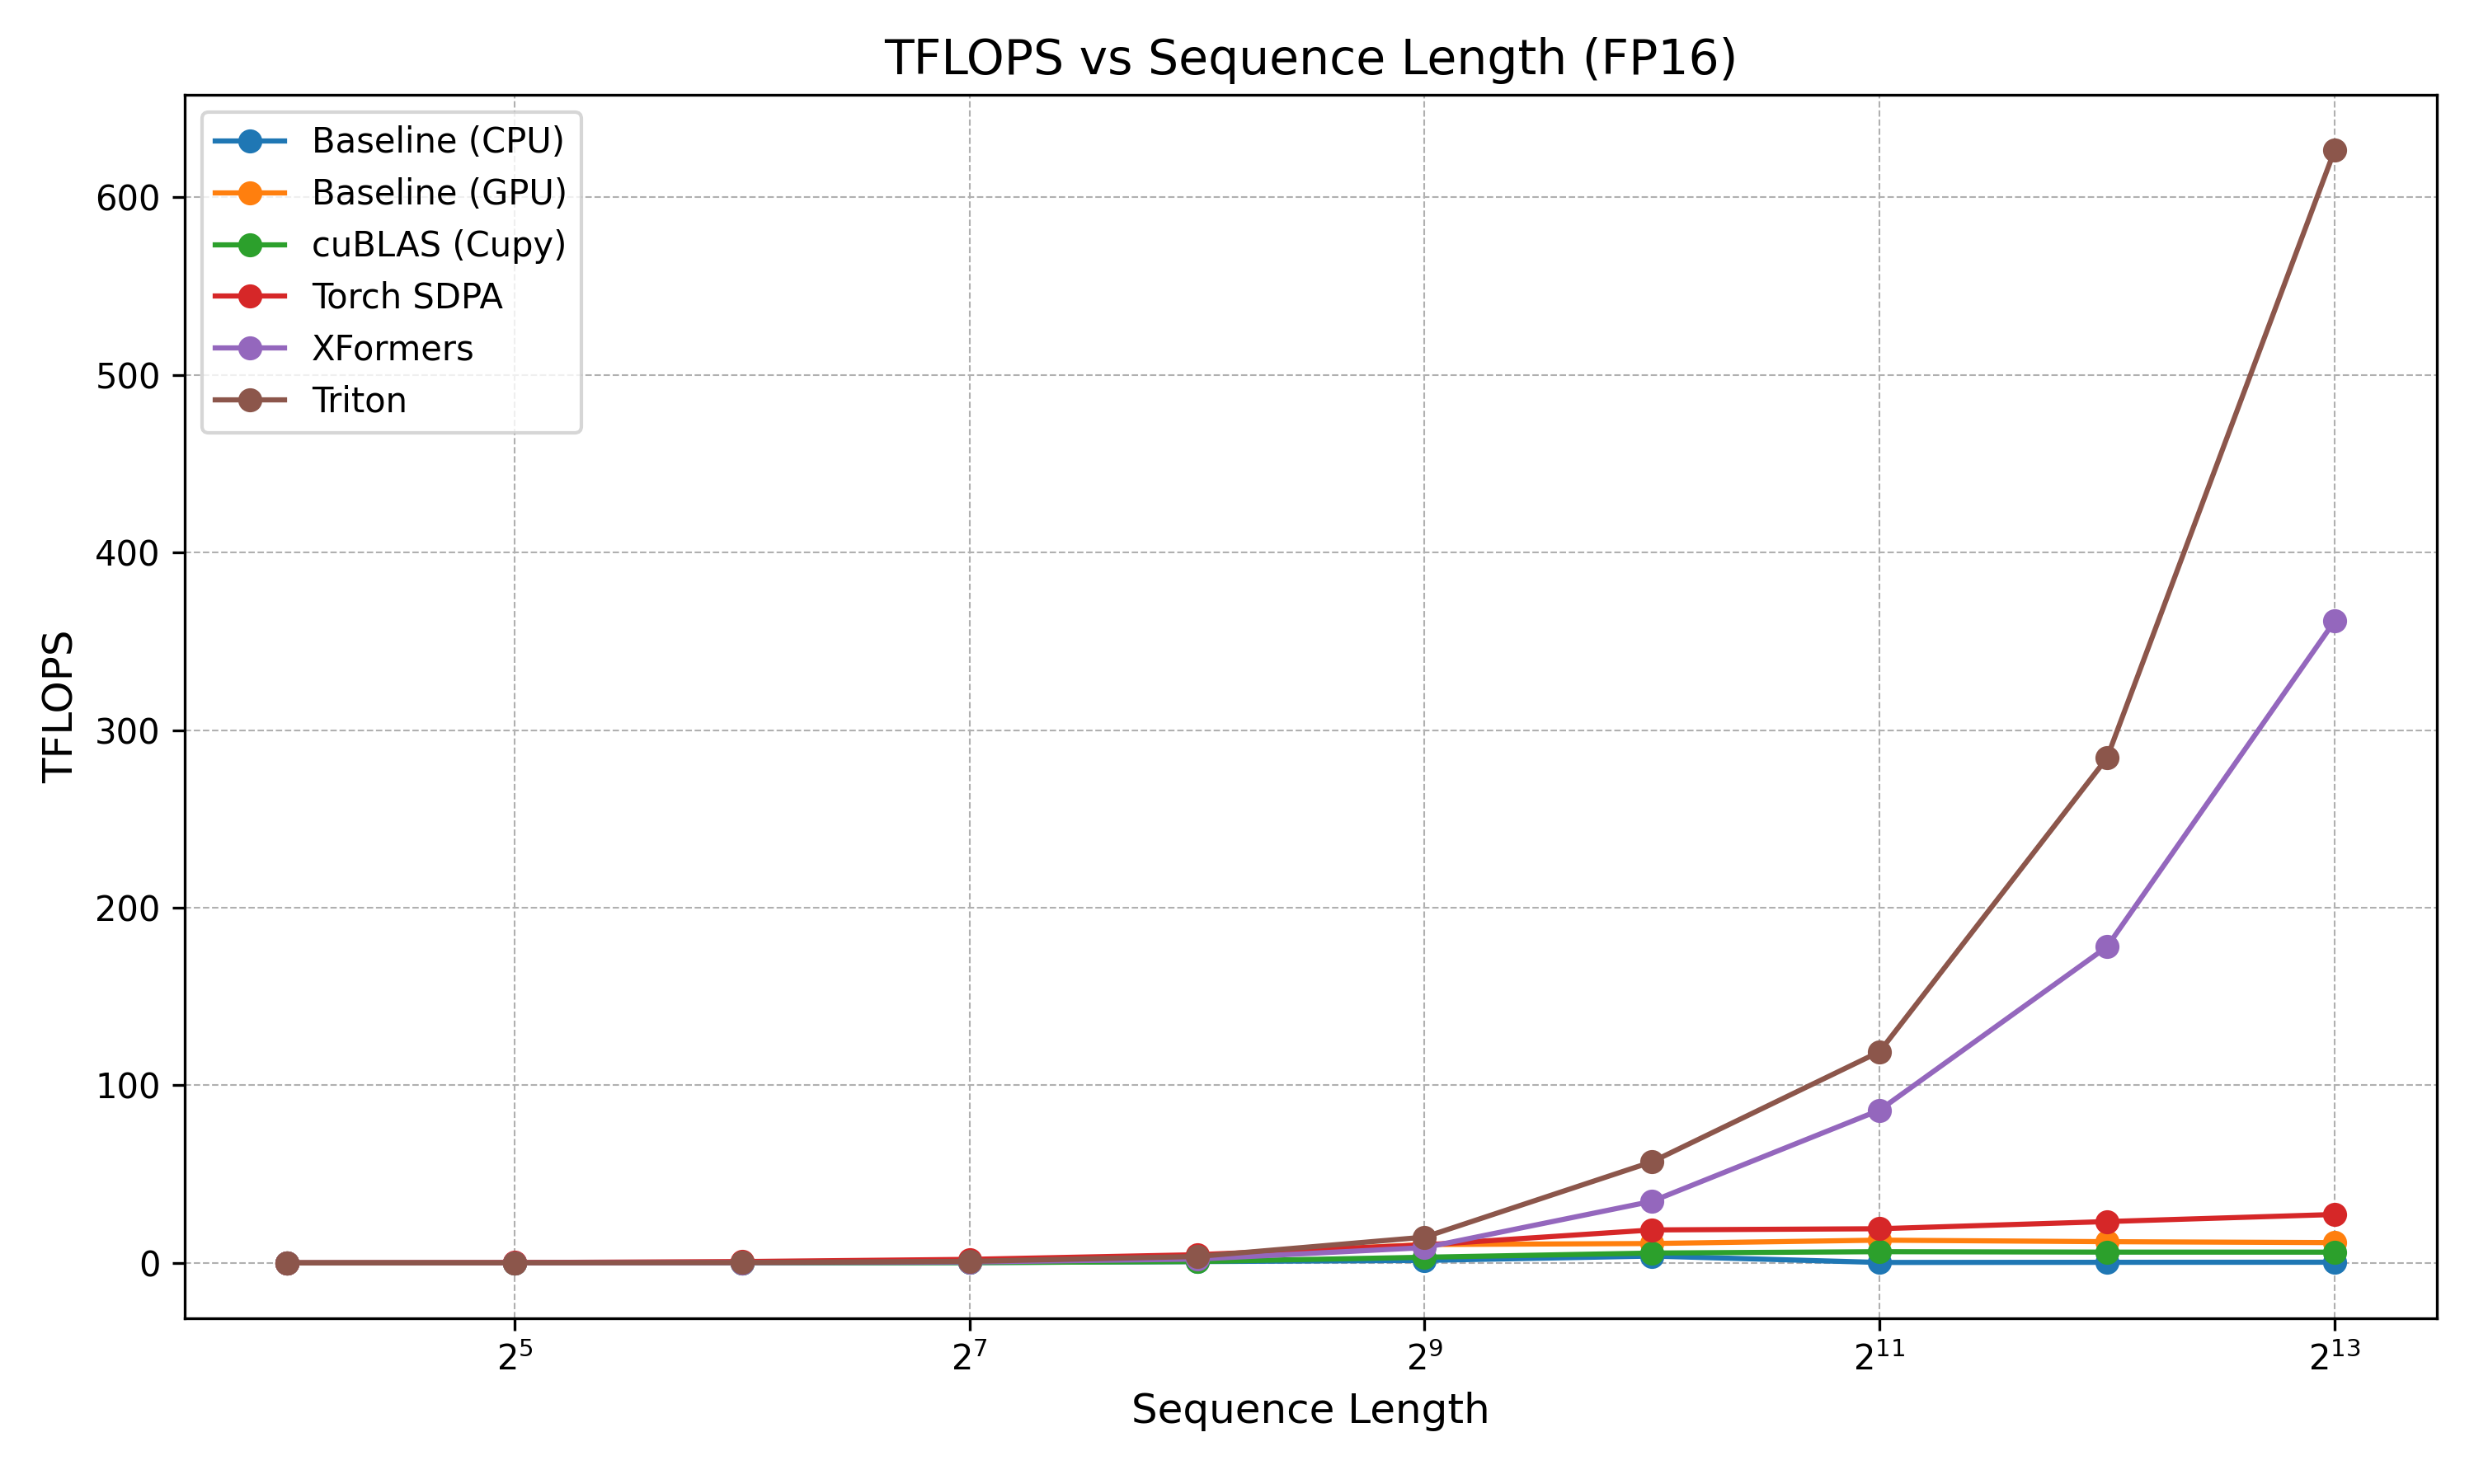 TFLOPS vs Sequence Length (FP16)
Baseline (CPU)
Baseline (GPU)
cuBLAS (Cupy)
Torch SDPA
XFormers
Triton
TFLOPS
600
500
400
300
200
100
0
2⁵ 2⁷ 2⁹ 2¹¹ 2¹³
Sequence Length